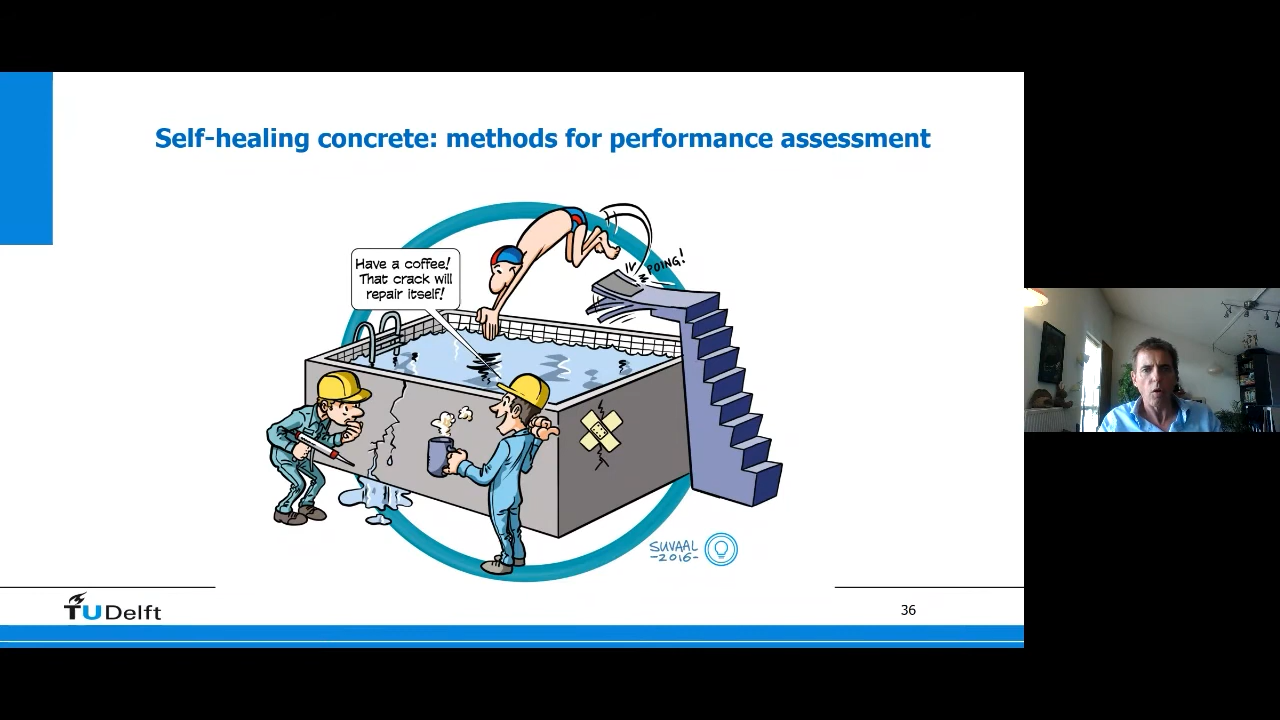 Self-healing concrete: methods for performance assessment
Have a coffee!
That crack will
repair itself!
POING!
SUVAAL
-2016-
TU Delft
36